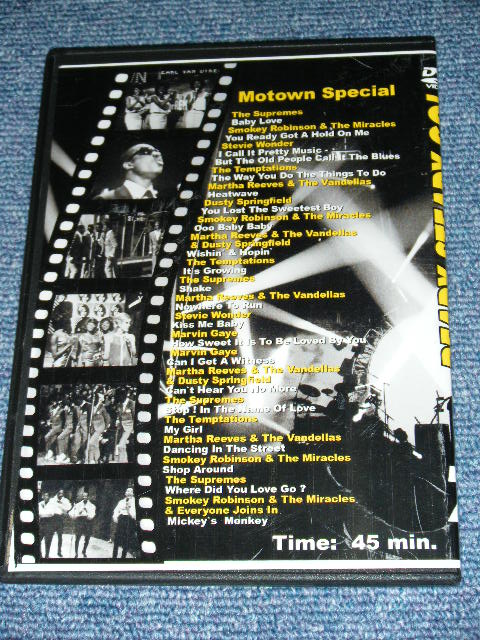 EARL VAN DYKE
Motown Special
The Supremes
Baby Love
Smokey Robinson & The Miracles
You Ready Got A Hold On Me
Stevie Wonder
I Call It Pretty Music -
But The Old People Call It The Blues
The Temptations
The Way You Do The Things To Do
Martha Reeves & The Vandellas
Heatwave
Dusty Springfield
You Lost The Sweetest Boy
Smokey Robinson & The Miracles
Ooo Baby Baby
Martha Reeves & The Vandellas
& Dusty Springfield
Wishin' & Hopin'
The Temptations
It's Growing
The Supremes
Shake
Martha Reeves & The Vandellas
Nowhere To Run
Stevie Wonder
Kiss Me Baby
Marvin Gaye
How Sweet It Is To Be Loved By You
Marvin Gaye
Can I Get A Witness
Martha Reeves & The Vandellas
& Dusty Springfield
Can't Hear You No More
The Supremes
Stop ! In The Name Of Love
The Temptations
My Girl
Martha Reeves & The Vandellas
Dancing In The Street
Smokey Robinson & The Miracles
Shop Around
The Supremes
Where Did You Love Go ?
Smokey Robinson & The Miracles
& Everyone Joins In
Mickey's Monkey
Time: 45 min.